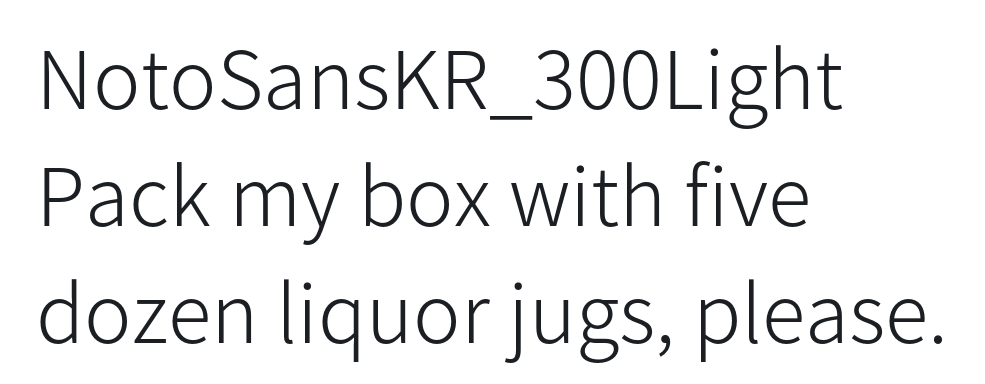 NotoSansKR_300Light
Pack my box with five
dozen liquor jugs, please.